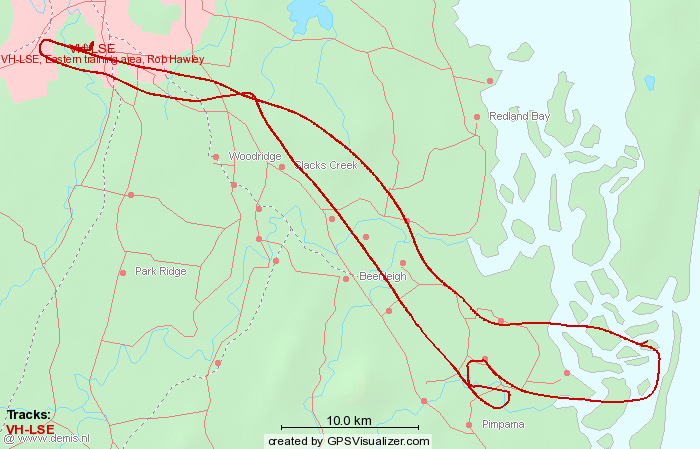 VH-LSE
VH-LSE, Eastern training area, Rob Hawley
Redland Bay
Woodridge
Slacks Creek
Park Ridge
Beenleigh
Pimpama
10.0 km
Tracks:
VH-LSE
@ www.demis.nl
created by GPSVisualizer.com